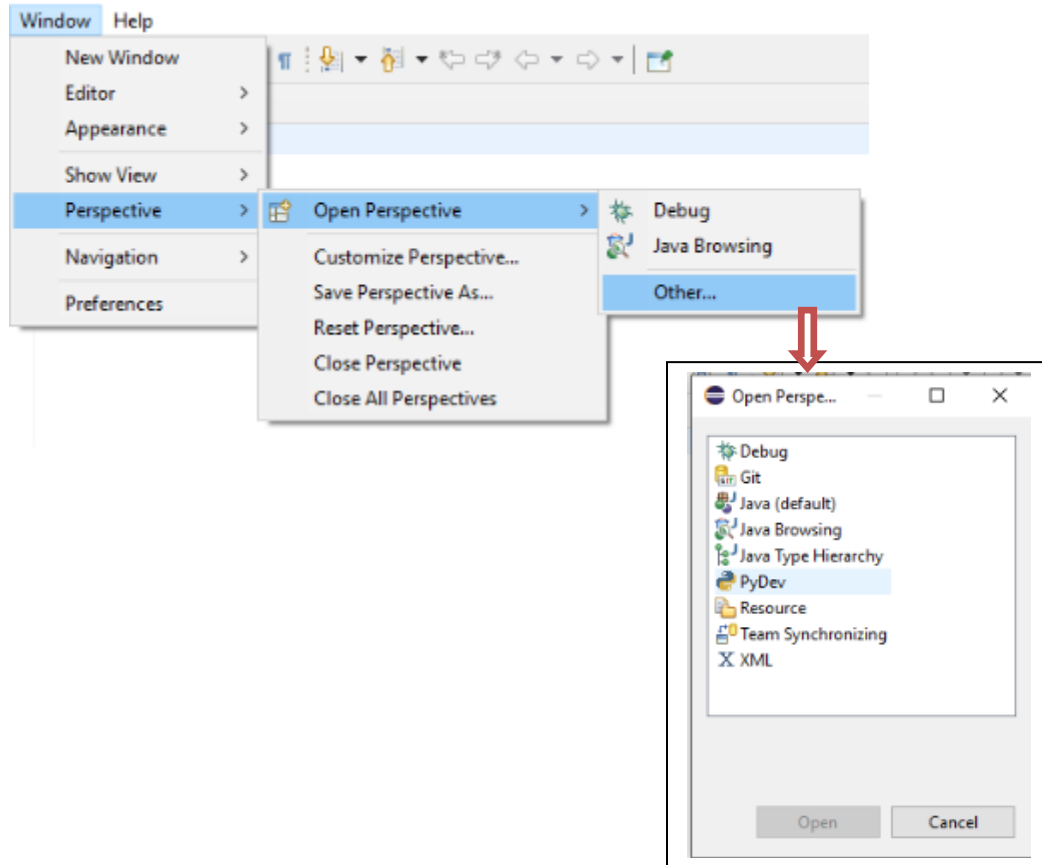 Window Help
New Window
Editor
Appearance
Show View
Perspective
Navigation
Preferences
Open Perspective
Customize Perspective...
Save Perspective As...
Reset Perspective...
Close Perspective
Close All Perspectives
Debug
Java Browsing
Other...
Open Perspe...
Debug
Git
Java (default)
Java Browsing
Java Type Hierarchy
PyDev
Resource
Team Synchronizing
XML
Open Cancel